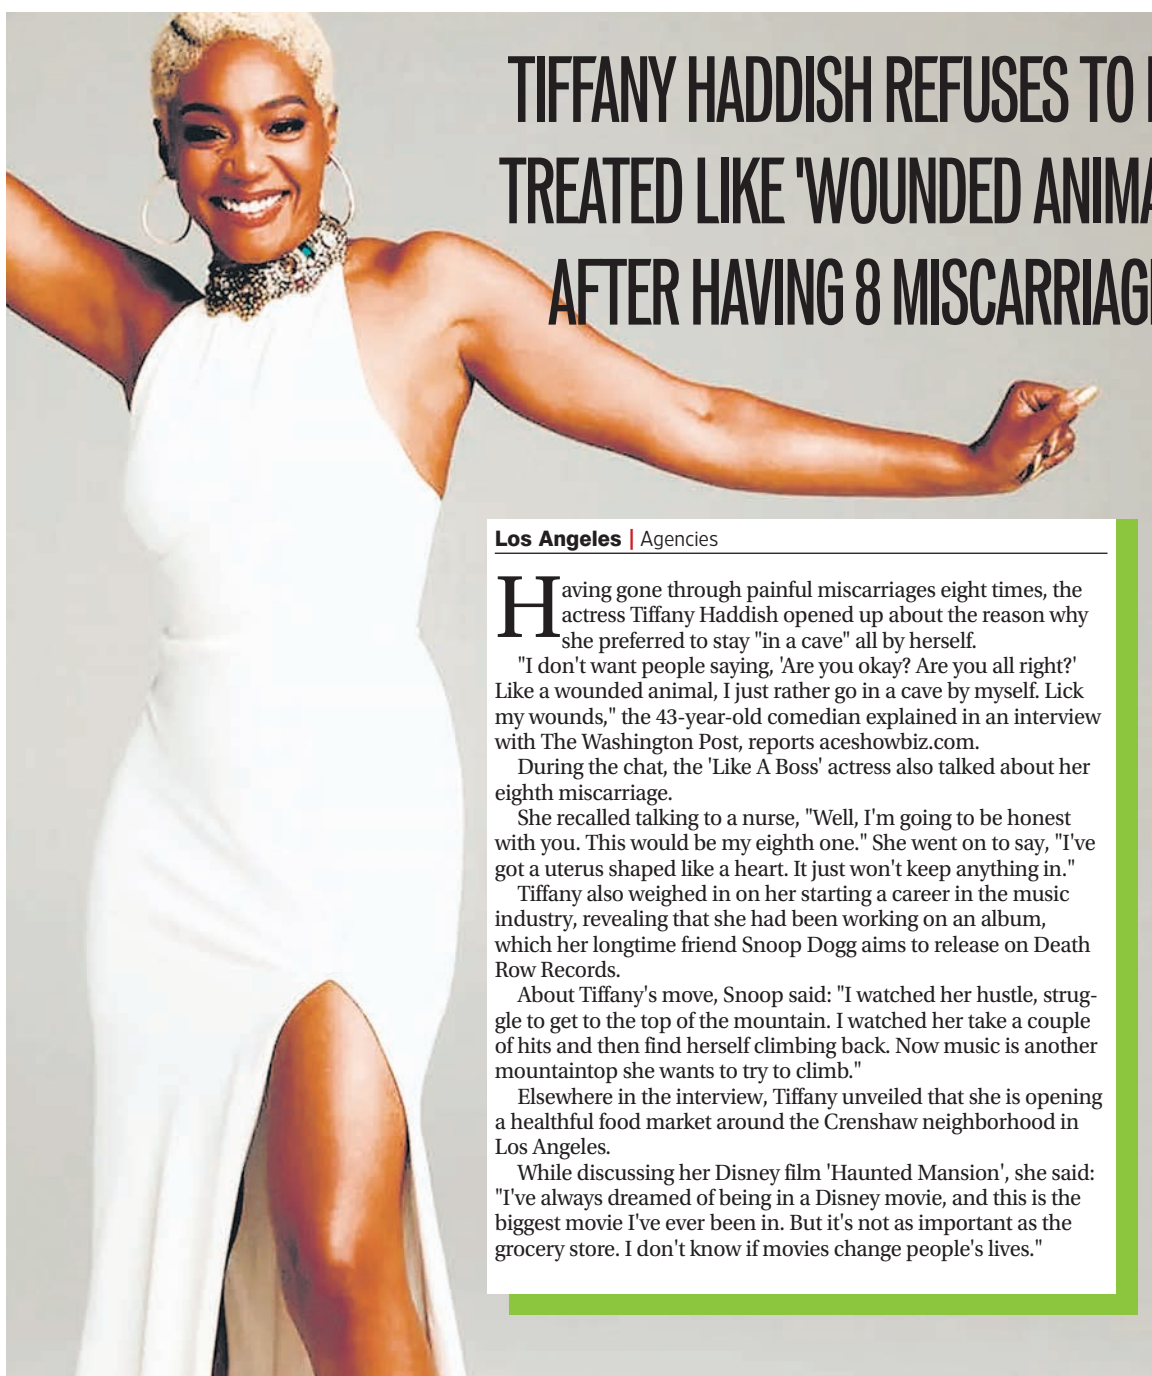 TIFFANY HADDISH REFUSES TO
TREATED LIKE 'WOUNDED
AFTER HAVING 8
Los Angeles | Agencies
Having gone through painful miscarriages eight times, the
actress Tiffany Haddish opened up about the reason why
she preferred to stay "in a cave" all by herself.
"I don't want people saying, 'Are you okay? Are you all right?'
Like a wounded animal, I just rather go in a cave by myself. Lick
my wounds," the 43-year-old comedian explained in an interview
with The Washington Post, reports aceshowbiz.com.
During the chat, the 'Like A Boss' actress also talked about her
eighth miscarriage.
She recalled talking to a nurse, "Well, I'm going to be honest
with you. This would be my eighth one." She went on to say, "I've
got a uterus shaped like a heart. It just won't keep anything in."
Tiffany also weighed in on her starting a career in the music
industry, revealing that she had been working on an album,
which her longtime friend Snoop Dogg aims to release on Death
Row Records.
About Tiffany's move, Snoop said: "I watched her hustle, strug-
gle to get to the top of the mountain. I watched her take a couple
of hits and then find herself climbing back. Now music is another
mountaintop she wants to try to climb."
Elsewhere in the interview, Tiffany unveiled that she is opening
a healthful food market around the Crenshaw neighborhood in
Los Angeles.
While discussing her Disney film 'Haunted Mansion', she said:
"I've always dreamed of being in a Disney movie, and this is the
biggest movie I've ever been in. But it's not as important as the
grocery store. I don't know if movies change people's lives."